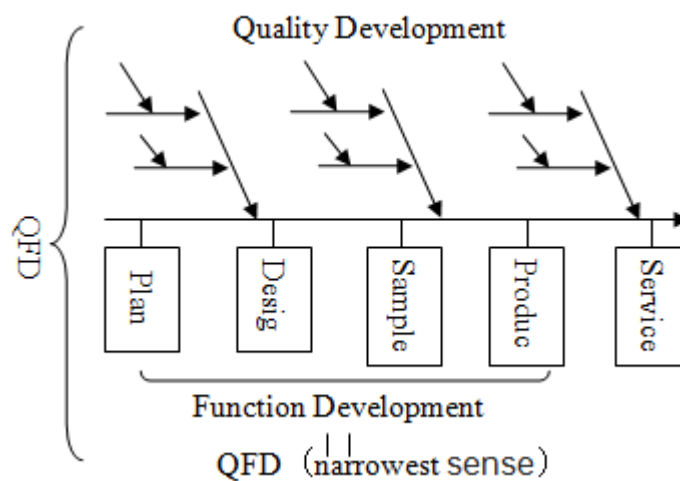 Quality Development
QFD
Plan
Desig
Sample
Produc
Service
Function Development
QFD (narrowest sense)